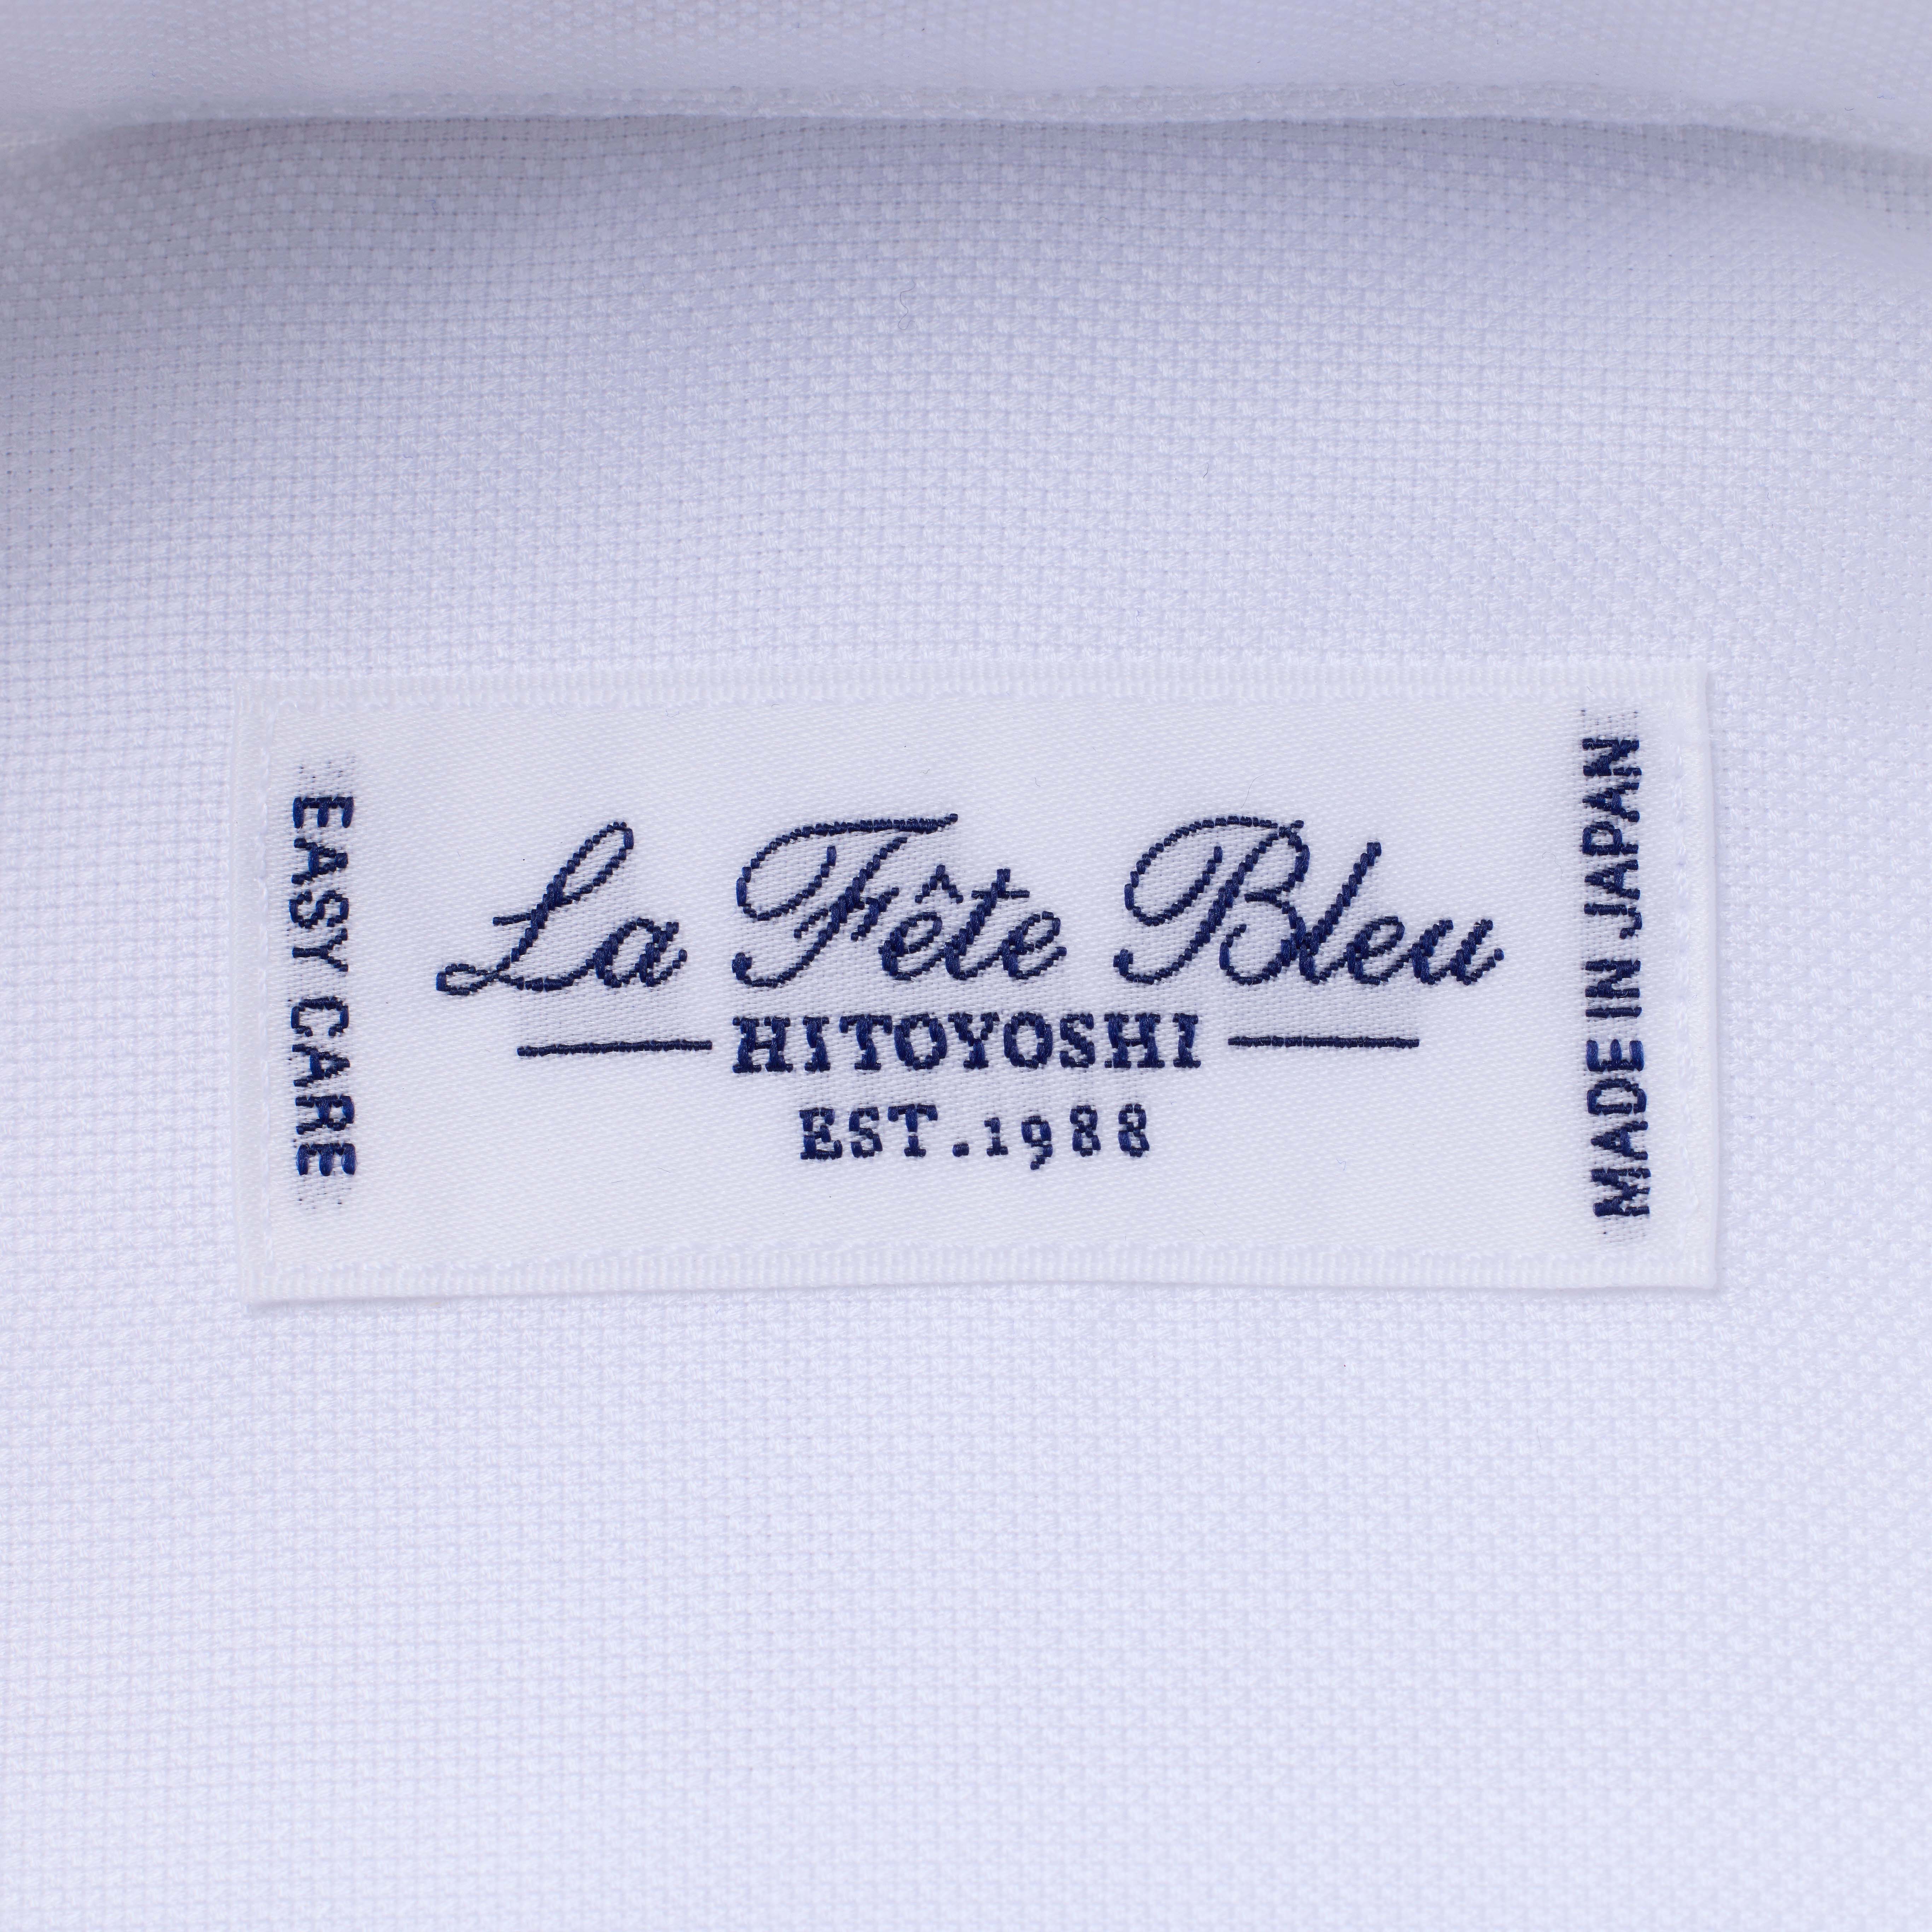 EASY CARE
La Fête Bleu
HITOYOSHI
EST.1988
MADE IN JAPAN